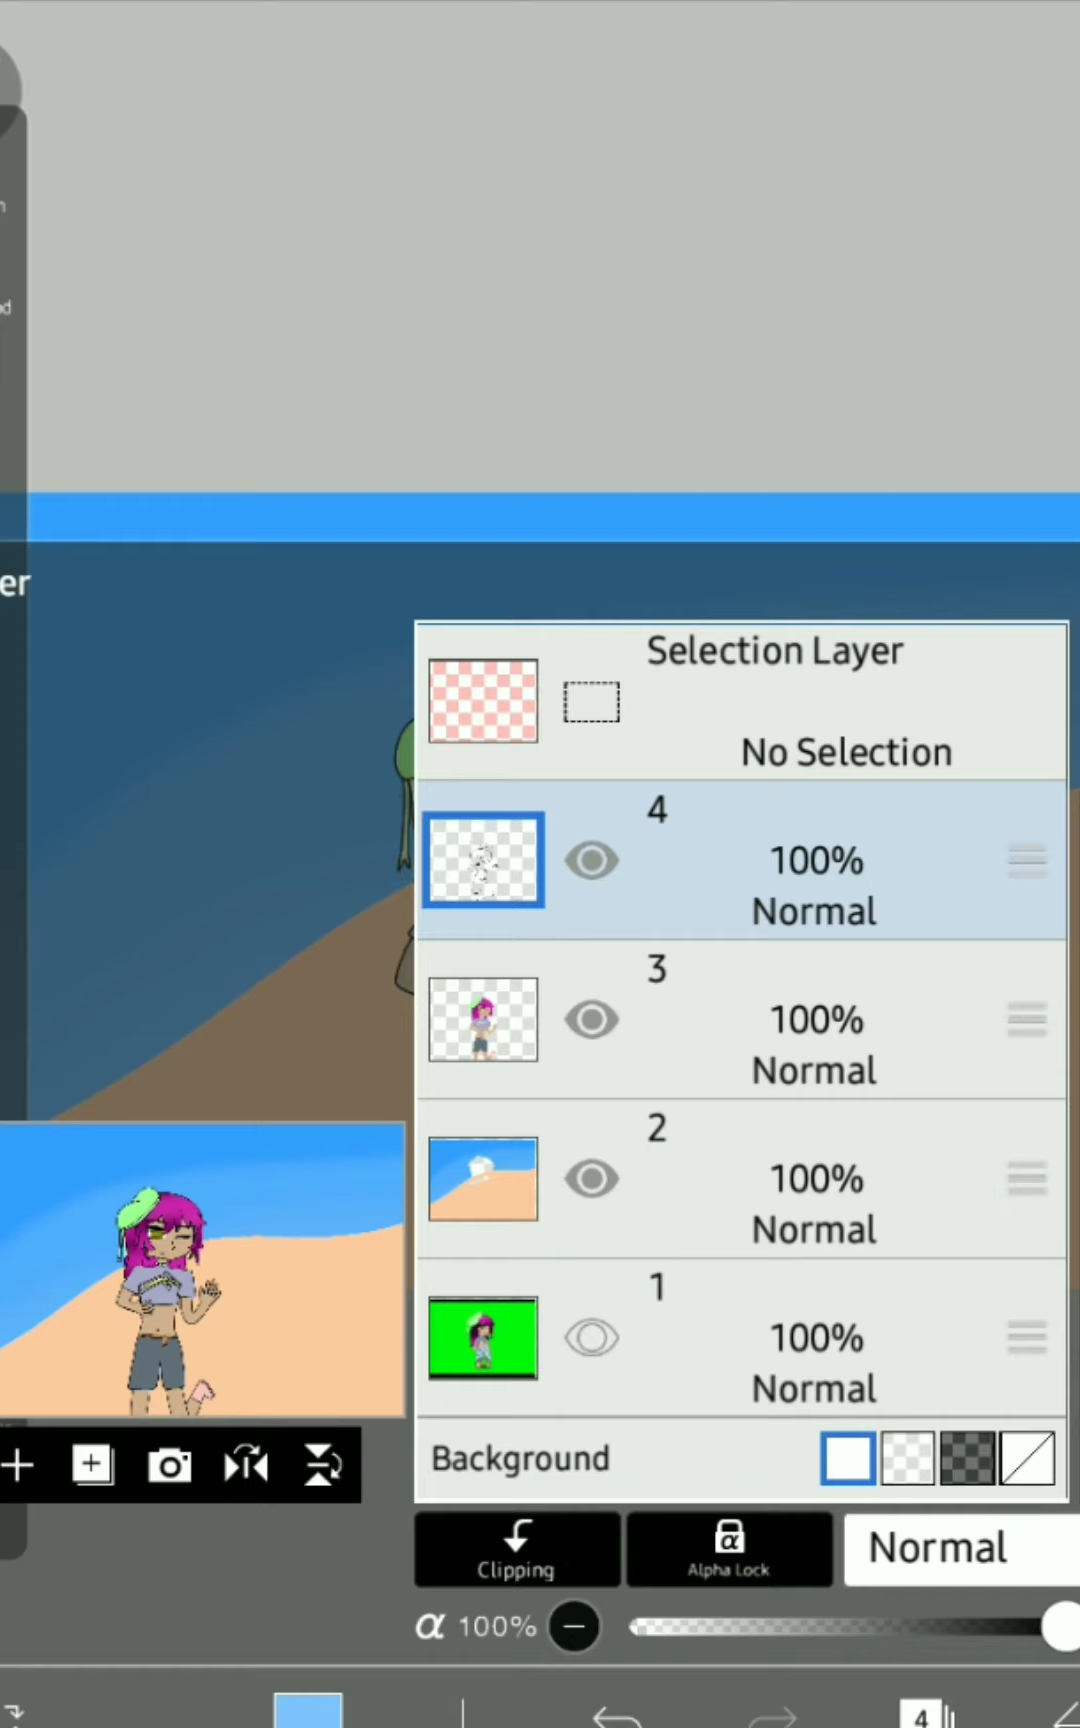 er
Selection Layer
No Selection
4
100%
Normal
3
100%
Normal
2
100%
Normal
1
100%
Normal
Background
Clipping
α
Alpha Lock
Normal
α 100%
4